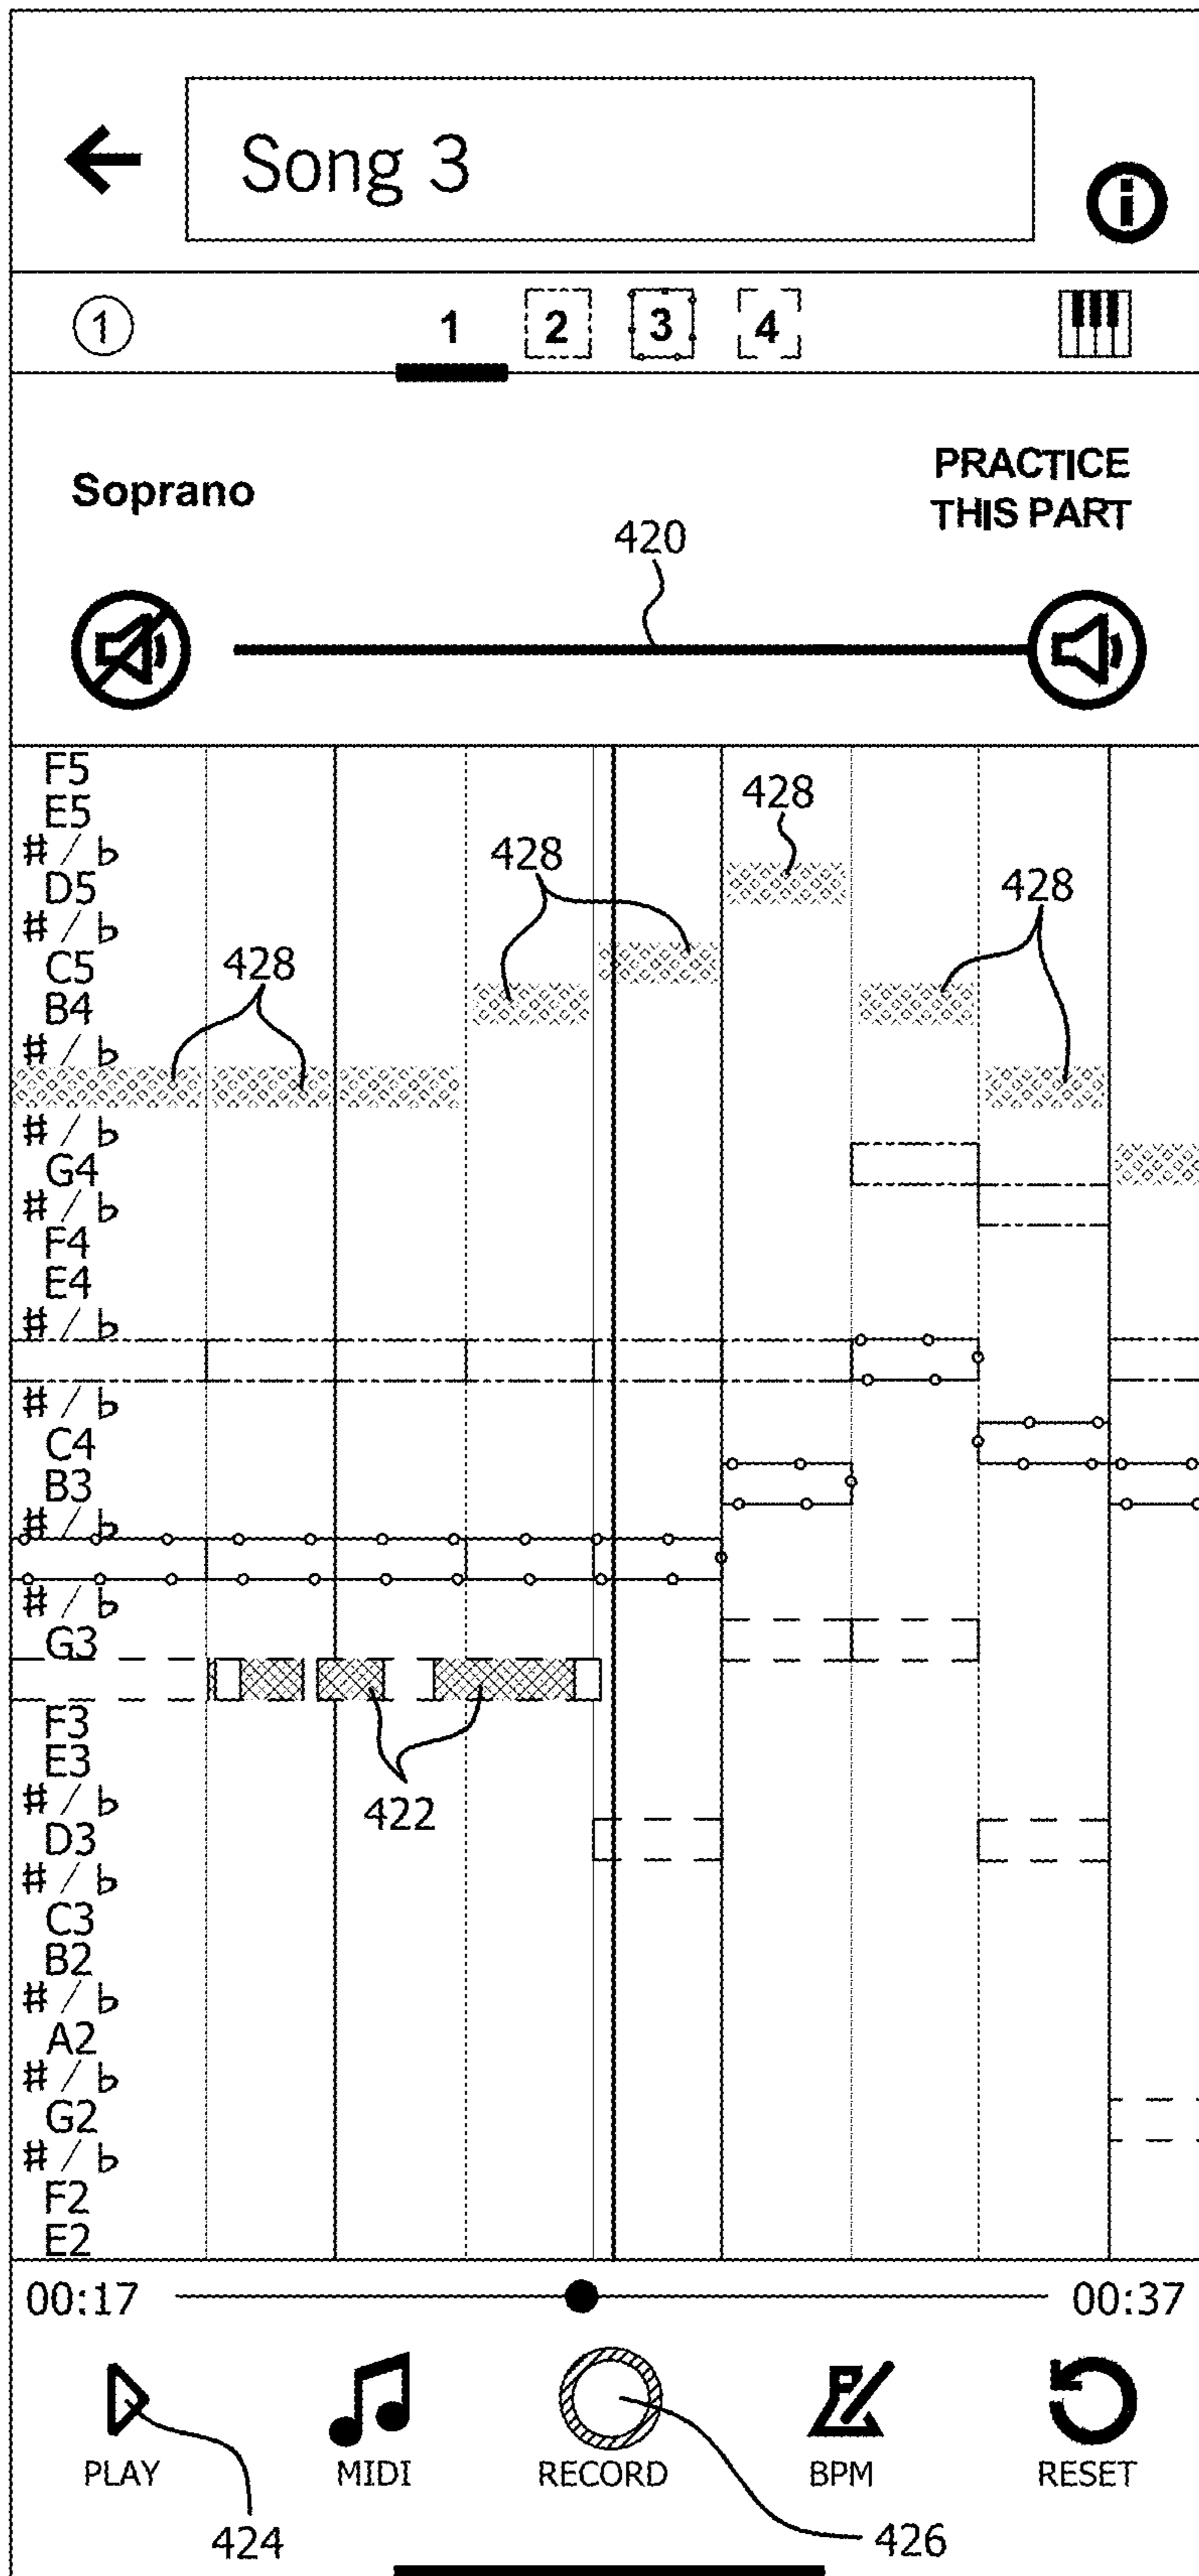 Song 3
i
1 1 2 3 4
Soprano
PRACTICE
THIS PART
420
F5
E5
# / b
D5
# / b
C5
B4
# / b
# / b
G4
# / b
F4
E4
# / b
# / b
C4
B3
# / b
# / b
G3
F3
E3
# / b
D3
# / b
C3
B2
# / b
A2
# / b
G2
# / b
F2
E2
428
428
428
428
422
00:17 00:37
PLAY MIDI RECORD BPM RESET
424 426